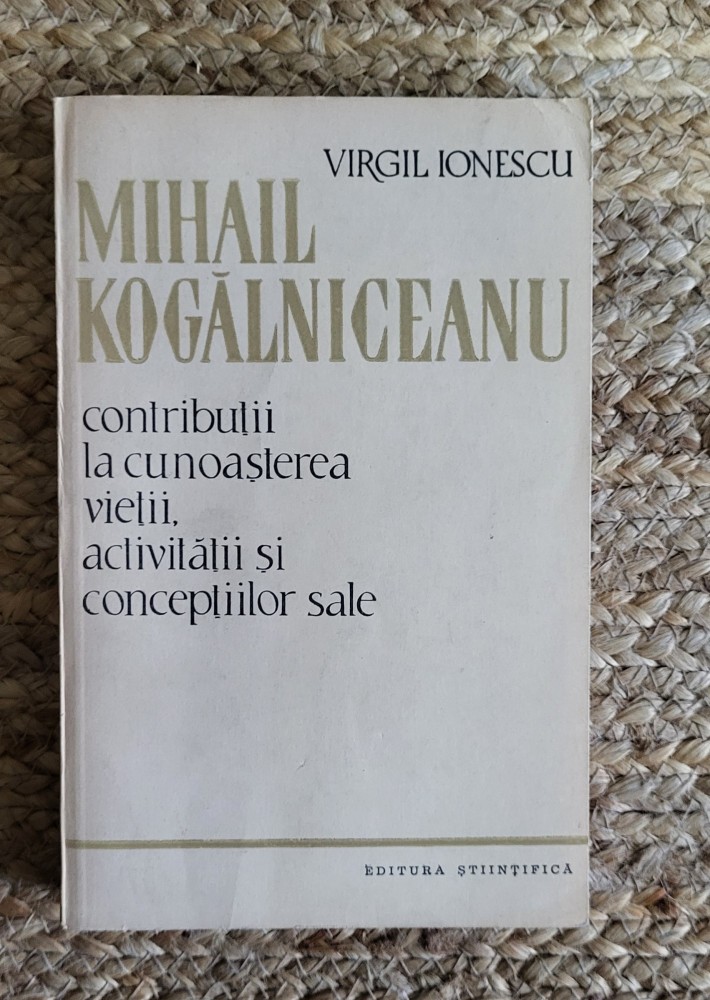 VIRGIL IONESCU
MIHAIL
KOGĂLNICEANU
contribuții
la cunoașterea
vieții,
activității și
concepțiilor sale
EDITURA ȘTIINȚIFICĂ